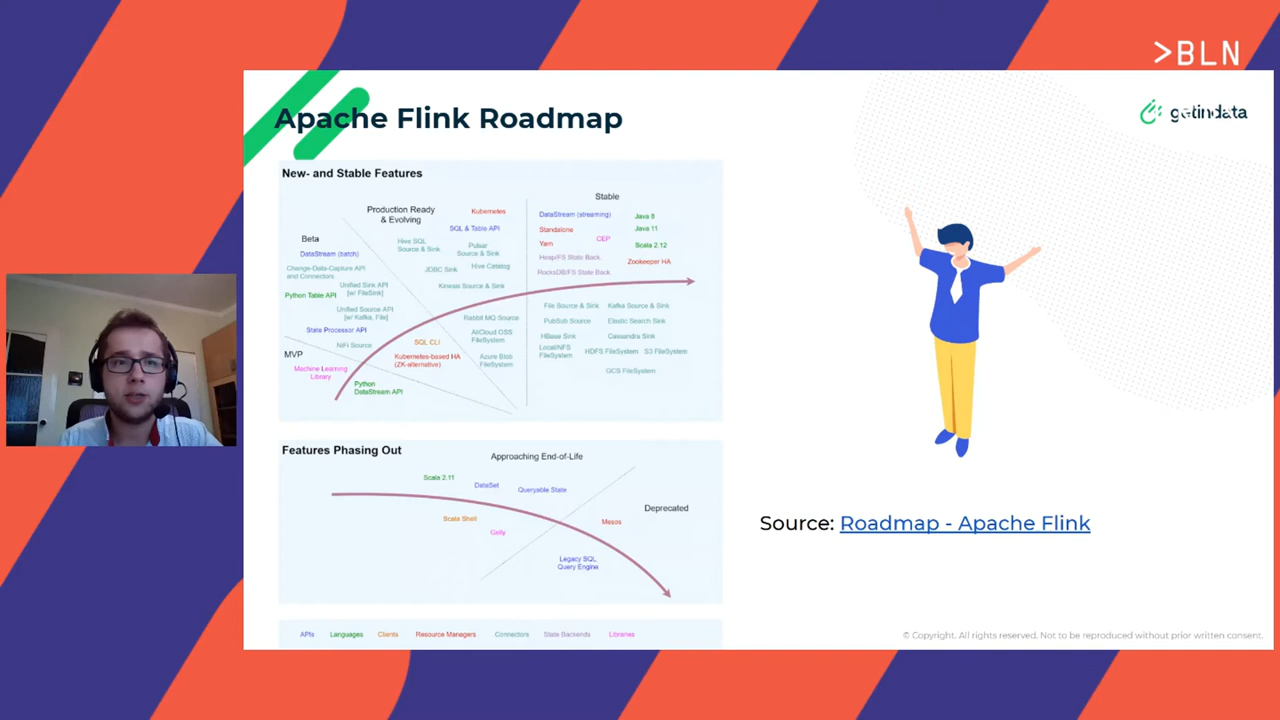 >BLN
Apache Flink Roadmap
getindata
New- and Stable Features
Stable
Production Ready
& Evolving
Kubernetes
SQL & Table API
DataStream (streaming)
Java 8
Standalone
Java 11
CEP
Yarn
Scala 2.12
Heap/FS State Back.
Zookeeper HA
RocksDB/FS State Back.
Beta
DataStream (batch)
Hive SQL
Source & Sink
Pulsar
Source & Sink
Change-Data-Capture API
and Connectors
JDBC Sink
Hive Catalog
Unified Sink API
[w/ FileSink]
Kinesis Source & Sink
Python Table API
Unified Source API
[w/ Kafka, File]
Rabbit MQ Source
State Processor API
AliCloud OSS
FileSystem
NiFi Source
SQL CLI
Kubernetes-based HA
(ZK-alternative)
Azure Blob
FileSystem
File Source & Sink
Kafka Source & Sink
PubSub Source
Elastic Search Sink
HBase Sink
Cassandra Sink
Local/NFS
FileSystem
HDFS FileSystem
S3 FileSystem
GCS FileSystem
MVP
Machine Learning
Library
Python
DataStream API
Features Phasing Out
Approaching End-of-Life
Scala 2.11
DataSet
Queryable State
Scala Shell
Gelly
Deprecated
Mesos
Legacy SQL
Query Engine
Source: Roadmap - Apache Flink
APIs
Languages
Clients
Resource Managers
Connectors
State Backends
Libraries
© Copyright. All rights reserved. Not to be reproduced without prior written consent.